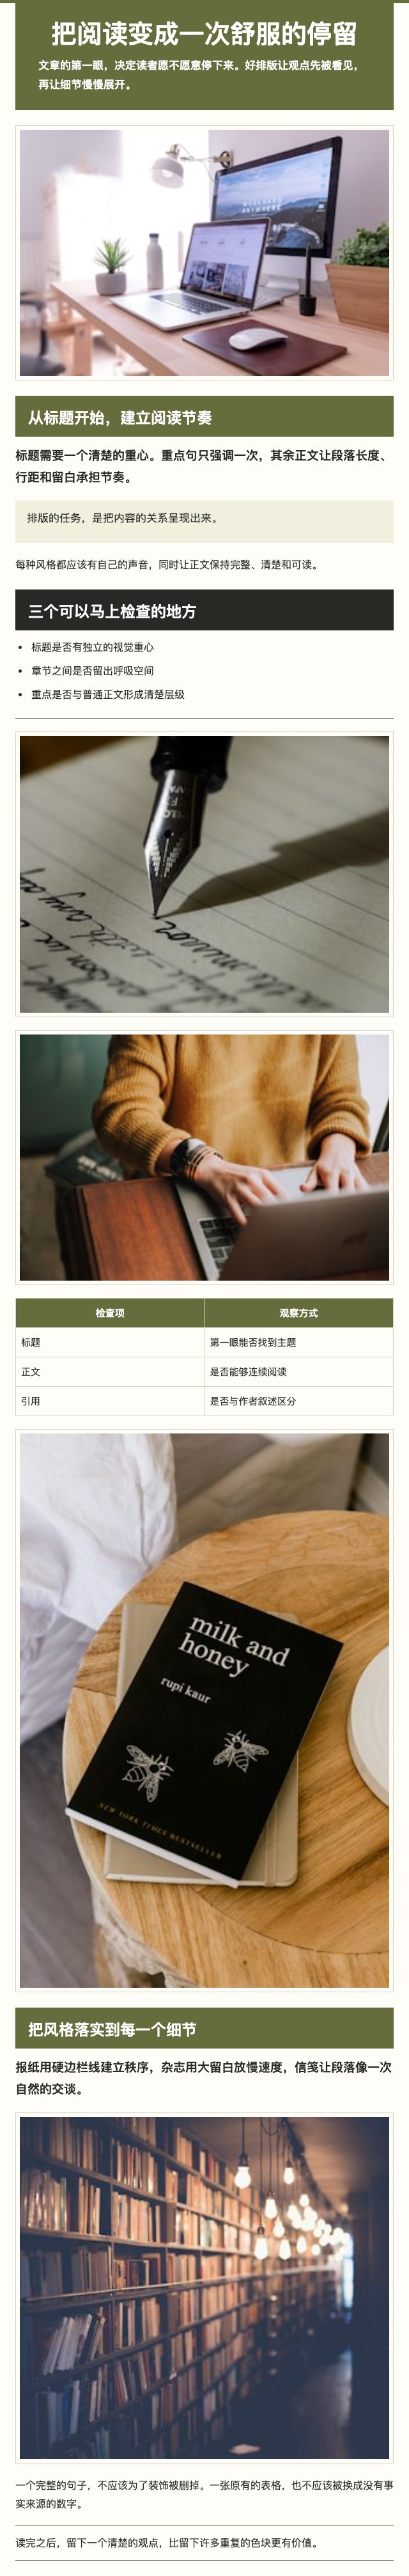 把阅读变成一次舒服的停留
文章的第一眼，决定读者愿不愿意停下来。好排版让观点先被看见，
再让细节慢慢展开。
从标题开始，建立阅读节奏
标题需要一个清楚的重心。重点句只强调一次，其余正文让段落长度、
行距和留白承担节奏。
排版的任务，是把内容的关系呈现出来。
每种风格都应该有自己的声音，同时让正文保持完整、清楚和可读。
三个可以马上检查的地方
• 标题是否有独立的视觉重心
• 章节之间是否留出呼吸空间
• 重点是否与普通正文形成清楚层级
检查项 观察方式
标题 第一眼能否找到主题
正文 是否能够连续阅读
引用 是否与作者叙述区分
milk and
honey
rupi kaur
NEW YORK TIMES BESTSELLER
把风格落实到每一个细节
报纸用硬边栏线建立秩序，杂志用大留白放慢速度，信笺让段落像一次
自然的交谈。
一个完整的句子，不应该为了装饰被删掉。一张原有的表格，也不应该被换成没有事
实来源的数字。
读完之后，留下一个清楚的观点，比留下许多重复的色块更有价值。